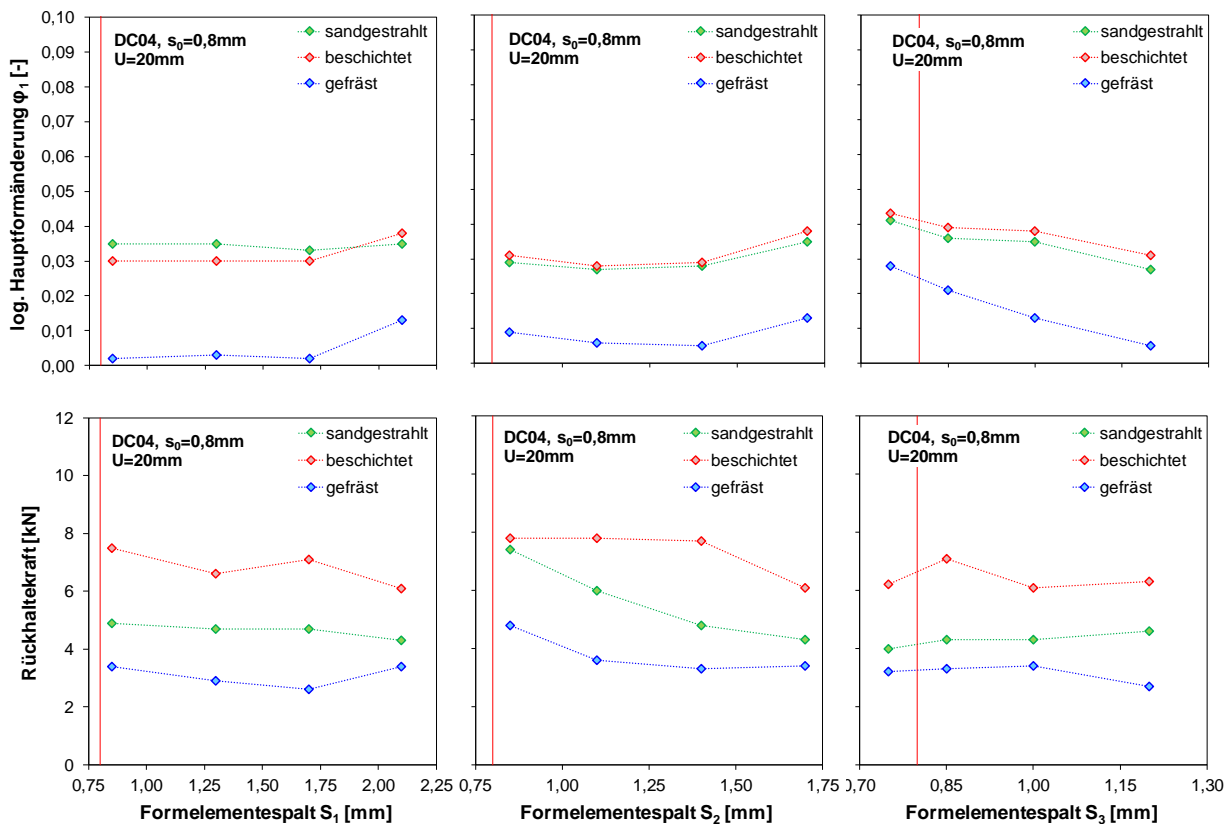 log. Hauptformänderung φ₁ [-]
0,10
0,09
0,08
0,07
0,06
0,05
0,04
0,03
0,02
0,01
0,00
DC04, s₀=0,8mm
U=20mm
sandgestrahlt
beschichtet
gefräst
DC04, s₀=0,8mm
U=20mm
sandgestrahlt
beschichtet
gefräst
DC04, s₀=0,8mm
U=20mm
sandgestrahlt
beschichtet
gefräst
Rückhaltekraft [kN]
12
10
8
6
4
2
0
DC04, s₀=0,8mm
U=20mm
sandgestrahlt
beschichtet
gefräst
0,75 1,00 1,25 1,50 1,75 2,00 2,25
Formelementespalt S₁ [mm]
DC04, s₀=0,8mm
U=20mm
sandgestrahlt
beschichtet
gefräst
0,75 1,00 1,25 1,50 1,75
Formelementespalt S₂ [mm]
DC04, s₀=0,8mm
U=20mm
sandgestrahlt
beschichtet
gefräst
0,70 0,85 1,00 1,15 1,30
Formelementespalt S₃ [mm]